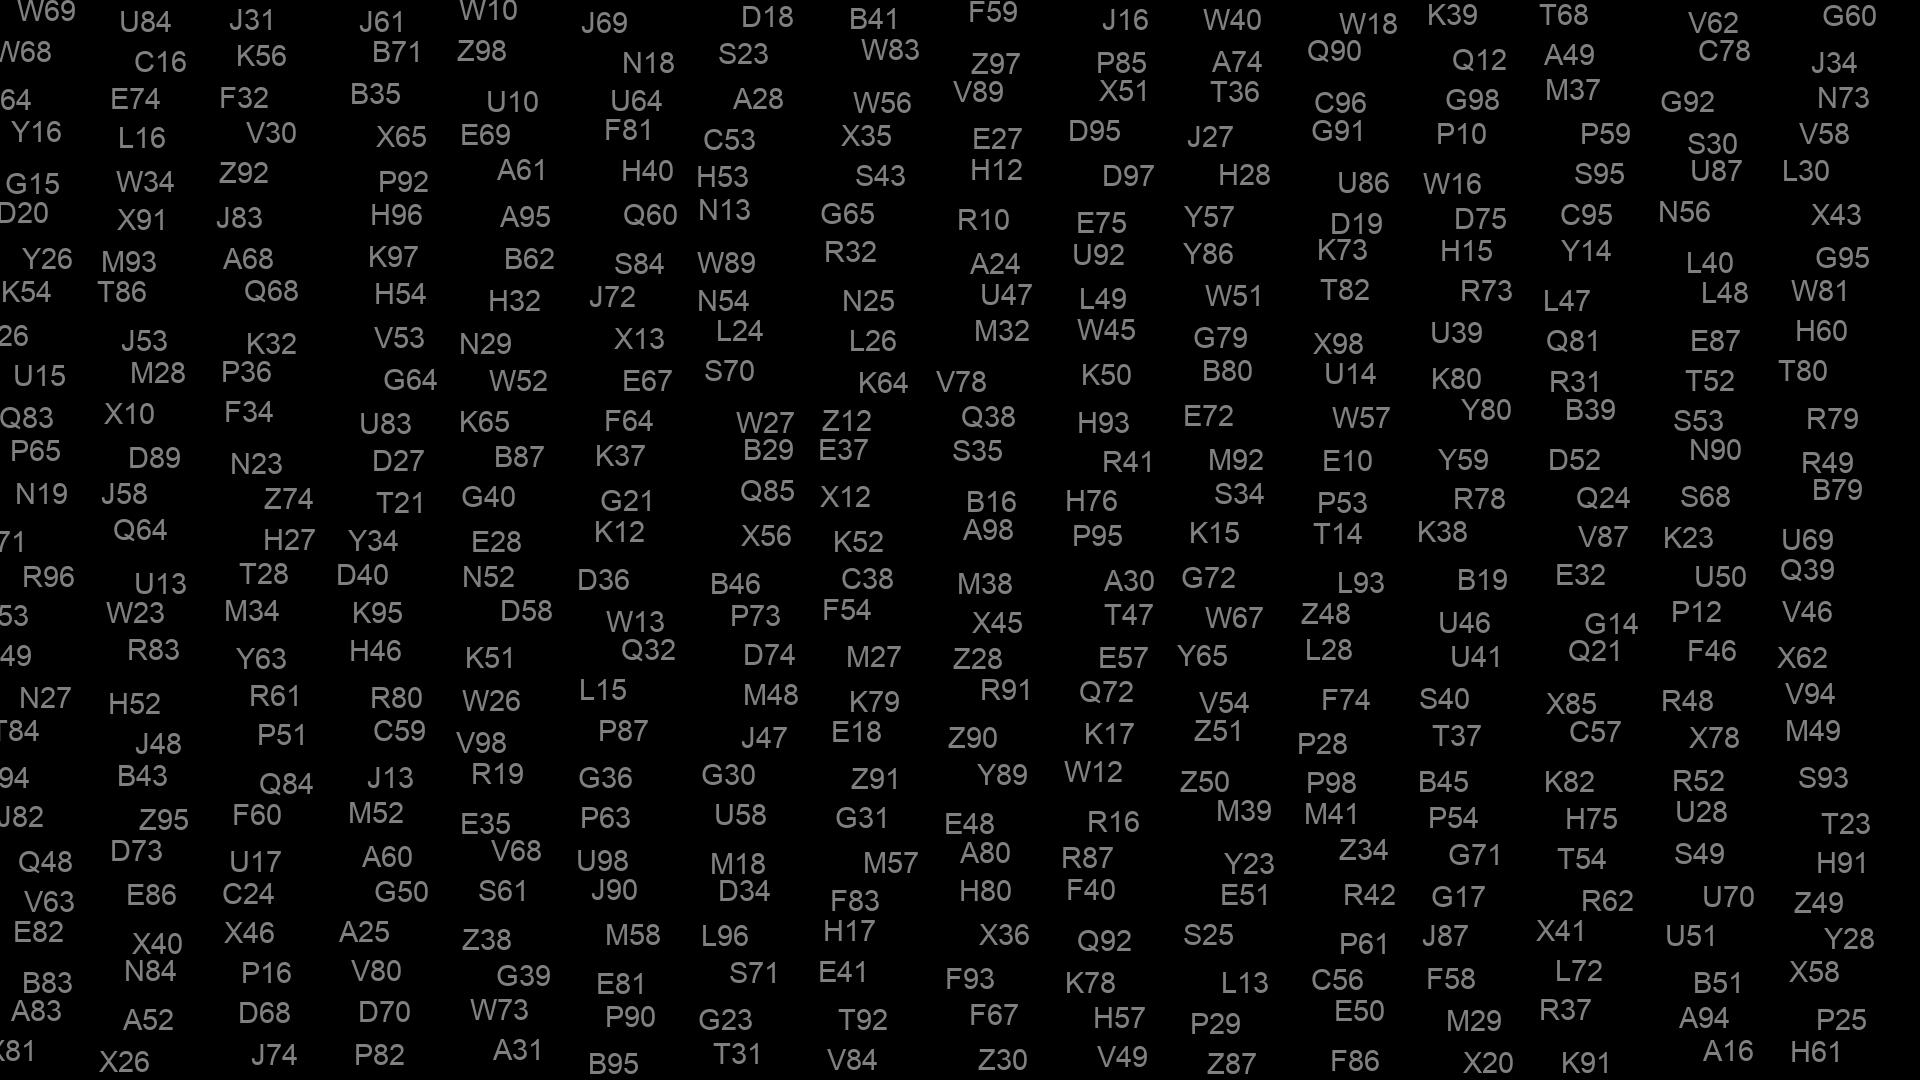 W69 U84 J31 J61 W10 J69 D18 B41 F59 J16 W40 W18 K39 T68 V62 G60
W68 C16 K56 B71 Z98 N18 S23 W83 Z97 P85 A74 Q90 Q12 A49 C78 J34
64 E74 F32 B35 U10 U64 A28 W56 V89 X51 T36 C96 G98 M37 G92 N73
Y16 L16 V30 X65 E69 F81 C53 X35 E27 D95 J27 G91 P10 P59 S30 V58
G15 W34 Z92 P92 A61 H40 H53 S43 H12 D97 H28 U86 W16 S95 U87 L30
D20 X91 J83 H96 A95 Q60 N13 G65 R10 E75 Y57 D19 D75 C95 N56 X43
Y26 M93 A68 K97 B62 S84 W89 R32 A24 U92 Y86 K73 H15 Y14 L40 G95
K54 T86 Q68 H54 H32 J72 N54 N25 U47 L49 W51 T82 R73 L47 L48 W81
26 J53 K32 V53 N29 X13 L24 L26 M32 W45 G79 X98 U39 Q81 E87 H60
U15 M28 P36 G64 W52 E67 S70 K64 V78 K50 B80 U14 K80 R31 T52 T80
Q83 X10 F34 U83 K65 F64 W27 Z12 Q38 H93 E72 W57 Y80 B39 S53 R79
P65 D89 N23 D27 B87 K37 B29 E37 S35 R41 M92 E10 Y59 D52 N90 R49
N19 J58 Z74 T21 G40 G21 Q85 X12 B16 H76 S34 P53 R78 Q24 S68 B79
71 Q64 H27 Y34 E28 K12 X56 K52 A98 P95 K15 T14 K38 V87 K23 U69
R96 U13 T28 D40 N52 D36 B46 C38 M38 A30 G72 L93 B19 E32 U50 Q39
53 W23 M34 K95 D58 W13 P73 F54 X45 T47 W67 Z48 U46 G14 P12 V46
49 R83 Y63 H46 K51 Q32 D74 M27 Z28 E57 Y65 L28 U41 Q21 F46 X62
N27 H52 R61 R80 W26 L15 M48 K79 R91 Q72 V54 F74 S40 X85 R48 V94
T84 J48 P51 C59 V98 P87 J47 E18 Z90 K17 Z51 P28 T37 C57 X78 M49
94 B43 Q84 J13 R19 G36 G30 Z91 Y89 W12 Z50 P98 B45 K82 R52 S93
J82 Z95 F60 M52 E35 P63 U58 G31 E48 R16 M39 M41 P54 H75 U28 T23
Q48 D73 U17 A60 V68 U98 M18 M57 A80 R87 Y23 Z34 G71 T54 S49 H91
V63 E86 C24 G50 S61 J90 D34 F83 H80 F40 E51 R42 G17 R62 U70 Z49
E82 X40 X46 A25 Z38 M58 L96 H17 X36 Q92 S25 P61 J87 X41 U51 Y28
B83 N84 P16 V80 G39 E81 S71 E41 F93 K78 L13 C56 F58 L72 B51 X58
A83 A52 D68 D70 W73 P90 G23 T92 F67 H57 P29 E50 M29 R37 A94 P25
81 X26 J74 P82 A31 B95 T31 V84 Z30 V49 Z87 F86 X20 K91 A16 H61